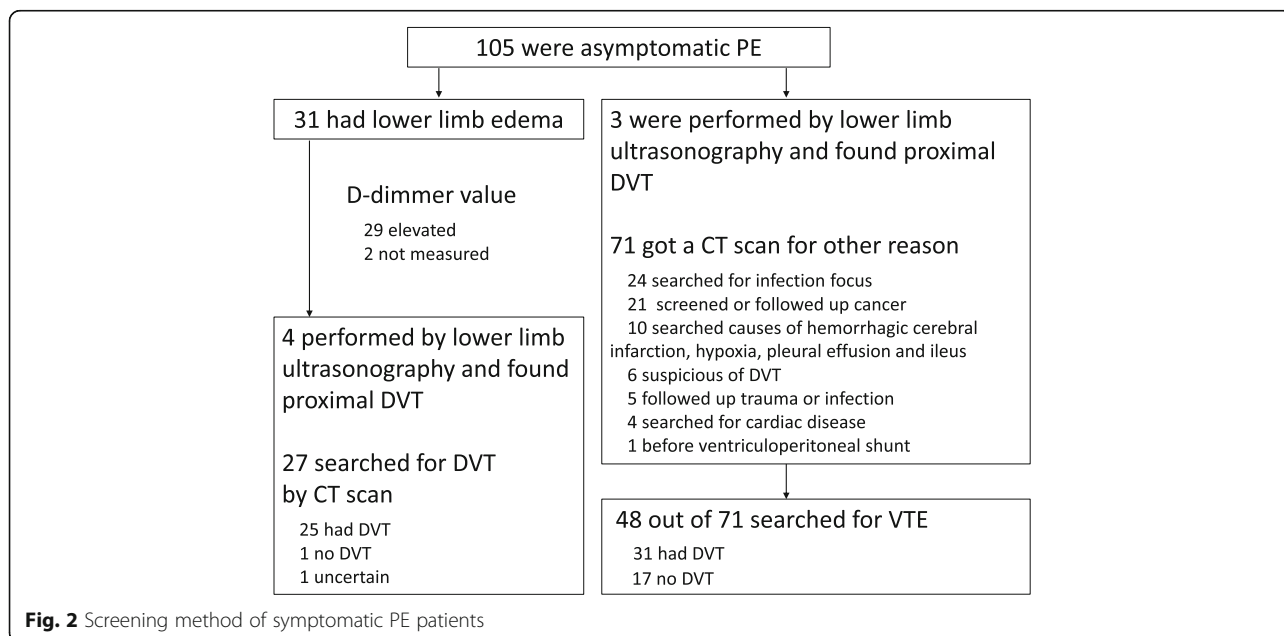 105 were asymptomatic PE
31 had lower limb edema
D-dimmer value
29 elevated
2 not measured
4 performed by lower limb
ultrasonography and found
proximal DVT
27 searched for DVT
by CT scan
25 had DVT
1 no DVT
1 uncertain
3 were performed by lower limb
ultrasonography and found proximal
DVT
71 got a CT scan for other reason
24 searched for infection focus
21 screened or followed up cancer
10 searched causes of hemorrhagic cerebral
infarction, hypoxia, pleural effusion and ileus
6 suspicious of DVT
5 followed up trauma or infection
4 searched for cardiac disease
1 before ventriculoperitoneal shunt
48 out of 71 searched for VTE
31 had DVT
17 no DVT
Fig. 2 Screening method of symptomatic PE patients